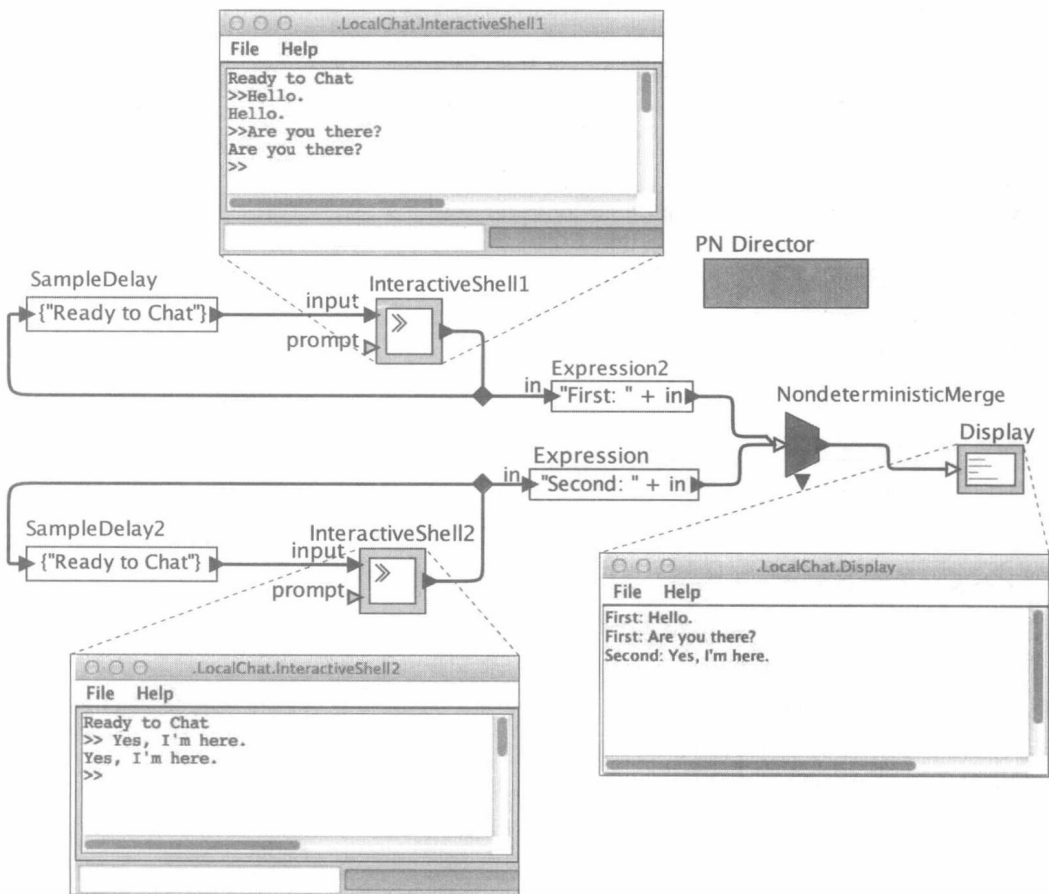 .LocalChat.InteractiveShell1
File Help
Ready to Chat
>>Hello.
Hello.
>>Are you there?
Are you there?
>>
PN Director
SampleDelay
{"Ready to Chat"}
InteractiveShell1
input
prompt
Expression2
in
"First: " + in
NondeterministicMerge
Display
Expression
in
"Second: " + in
SampleDelay2
{"Ready to Chat"}
InteractiveShell2
input
prompt
.LocalChat.Display
File Help
First: Hello.
First: Are you there?
Second: Yes, I'm here.
.LocalChat.InteractiveShell2
File Help
Ready to Chat
>> Yes, I'm here.
Yes, I'm here.
>>